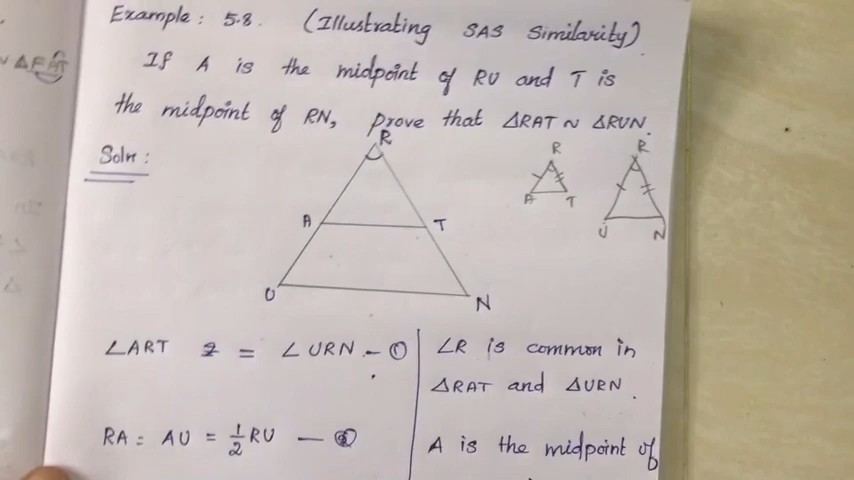 Example: 5.8. (Illustrating SAS Similarity)
If A is the midpoint of RU and T is
the midpoint of RN, prove that ΔRAT ~ ΔRUN.
Soln:
R
A T
U N
R
A T
R
U N
∠ART = ∠URN - ①
∠R is common in
ΔRAT and ΔURN.
RA = AU = 1/2 RU —
A is the midpoint of